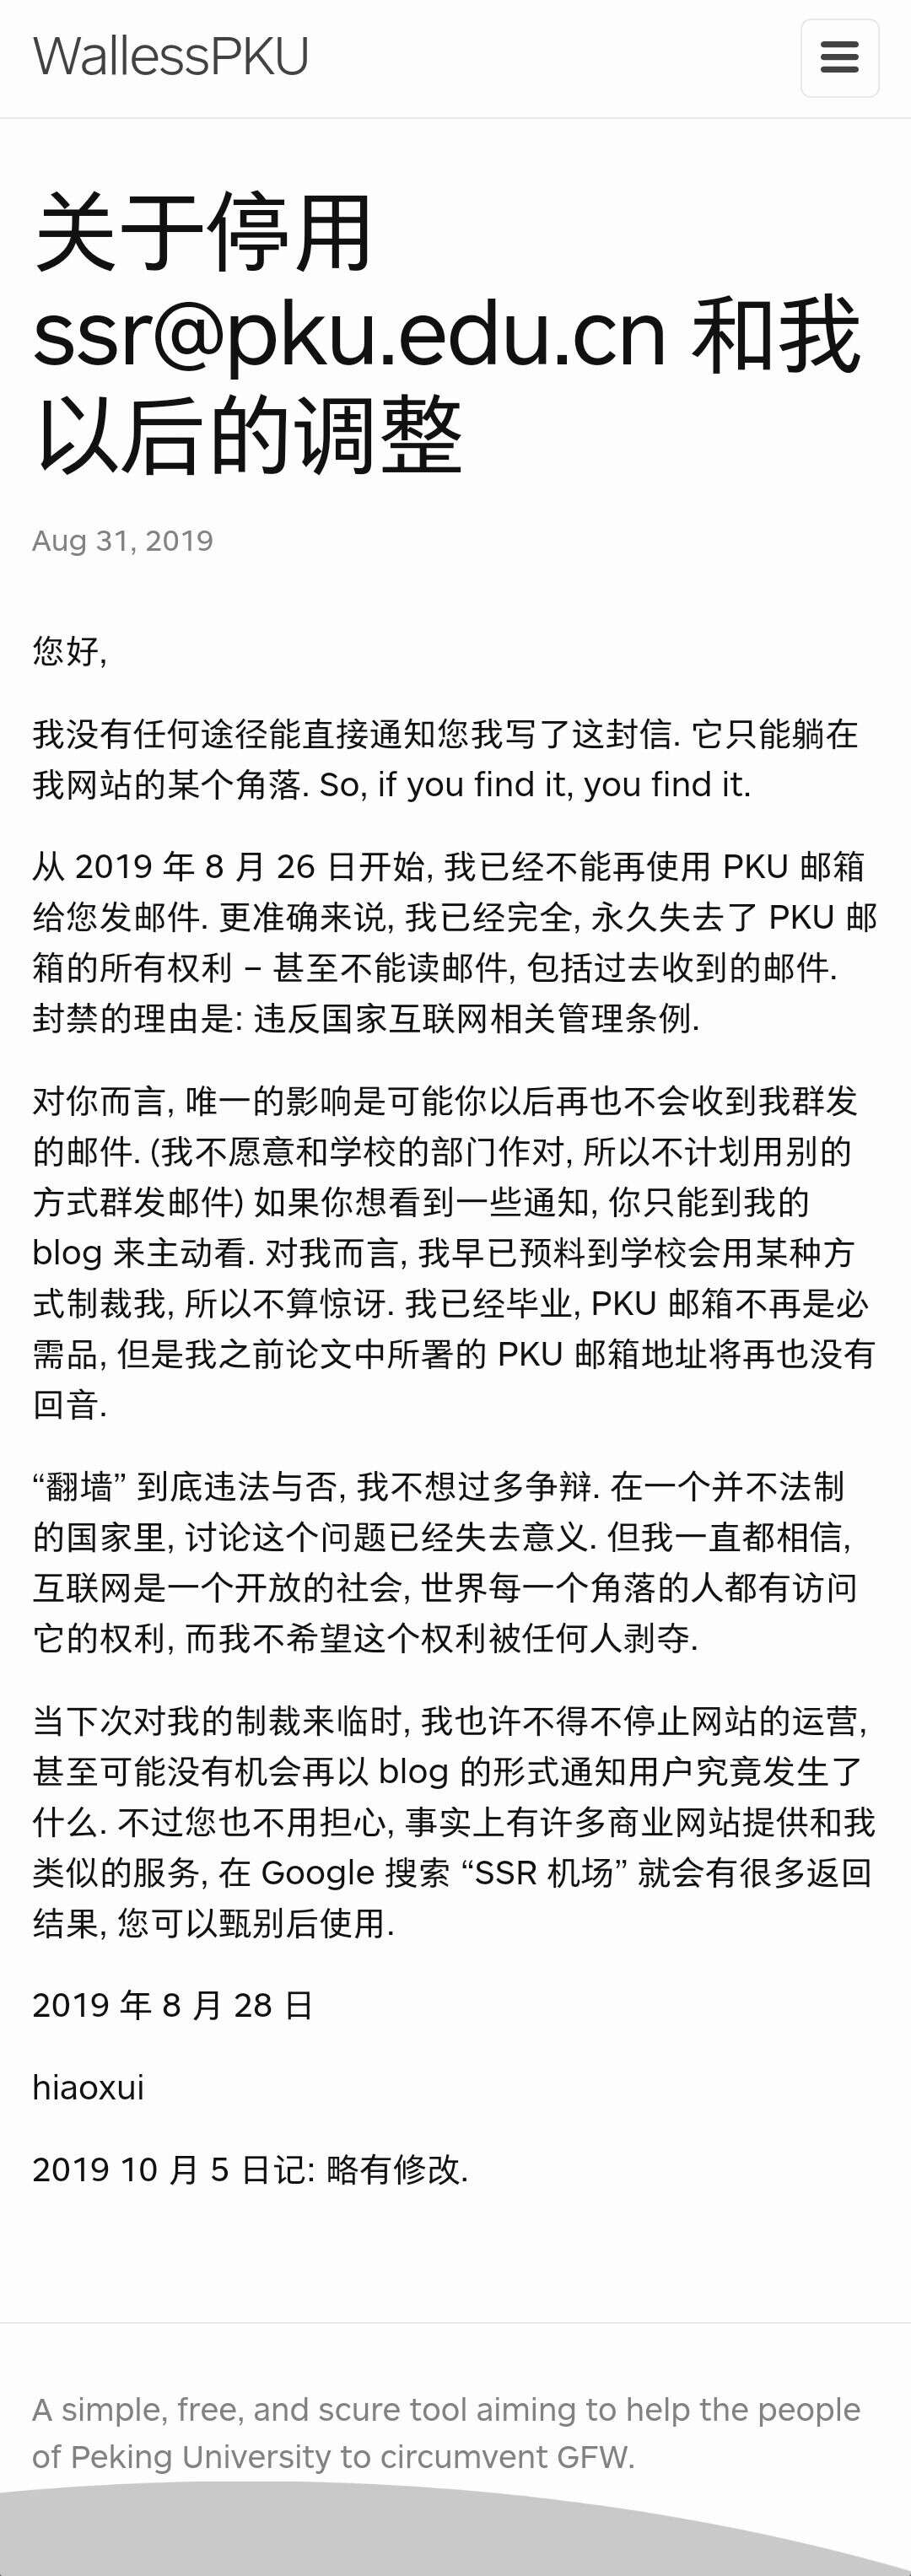 WallessPKU
关于停用
ssr@pku.edu.cn 和我
以后的调整
Aug 31, 2019
您好,
我没有任何途径能直接通知您我写了这封信. 它只能躺在
我网站的某个角落. So, if you find it, you find it.
从 2019 年 8 月 26 日开始, 我已经不能再使用 PKU 邮箱
给您发邮件. 更准确来说, 我已经完全, 永久失去了 PKU 邮
箱的所有权利 – 甚至不能读邮件, 包括过去收到的邮件.
封禁的理由是: 违反国家互联网相关管理条例.
对你而言, 唯一的影响是可能你以后再也不会收到我群发
的邮件. (我不愿意和学校的部门作对, 所以不计划用别的
方式群发邮件) 如果你想看到一些通知, 你只能到我的
blog 来主动看. 对我而言, 我早已预料到学校会用某种方
式制裁我, 所以不算惊讶. 我已经毕业, PKU 邮箱不再是必
需品, 但是我之前论文中所署的 PKU 邮箱地址将再也没有
回音.
“翻墙” 到底违法与否, 我不想过多争辩. 在一个并不法制
的国家里, 讨论这个问题已经失去意义. 但我一直都相信,
互联网是一个开放的社会, 世界每一个角落的人都有访问
它的权利, 而我不希望这个权利被任何人剥夺.
当下次对我的制裁来临时, 我也许不得不停止网站的运营,
甚至可能没有机会再以 blog 的形式通知用户究竟发生了
什么. 不过您也不用担心, 事实上有许多商业网站提供和我
类似的服务, 在 Google 搜索 “SSR 机场” 就会有很多返回
结果, 您可以甄别后使用.
2019 年 8 月 28 日
hiaoxui
2019 10 月 5 日记: 略有修改.
A simple, free, and scure tool aiming to help the people
of Peking University to circumvent GFW.